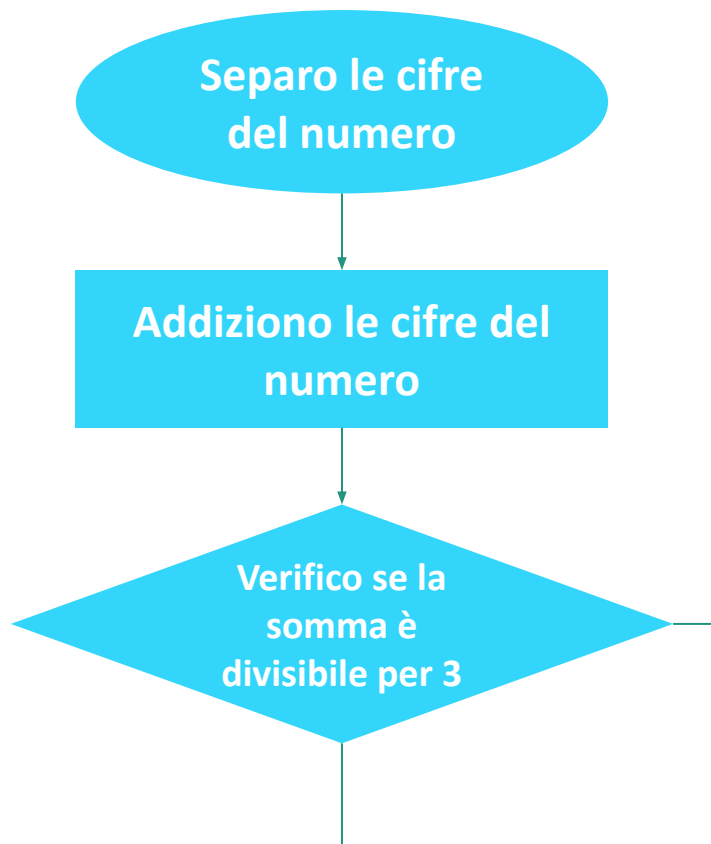 Separo le cifre
del numero
Addiziono le cifre del
numero
Verifico se la
somma è
divisibile per 3